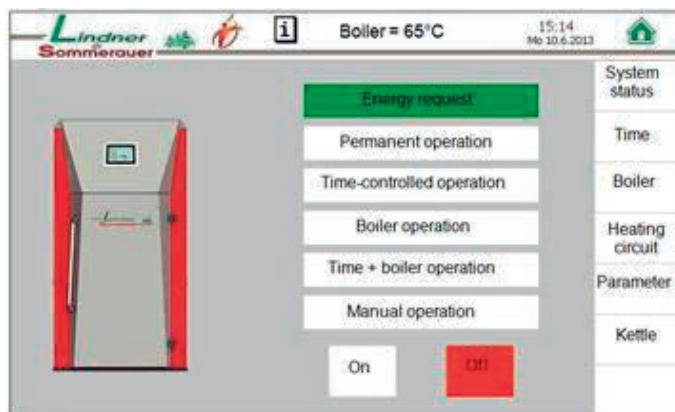 Lindner
&
Sommerauer
i
Boiler = 65°C
15:14
Mo 10.6.2013
System
status
Time
Boiler
Heating
circuit
Parameter
Kettle
Energy request
Permanent operation
Time-controlled operation
Boiler operation
Time + boiler operation
Manual operation
On
Off
Lindner